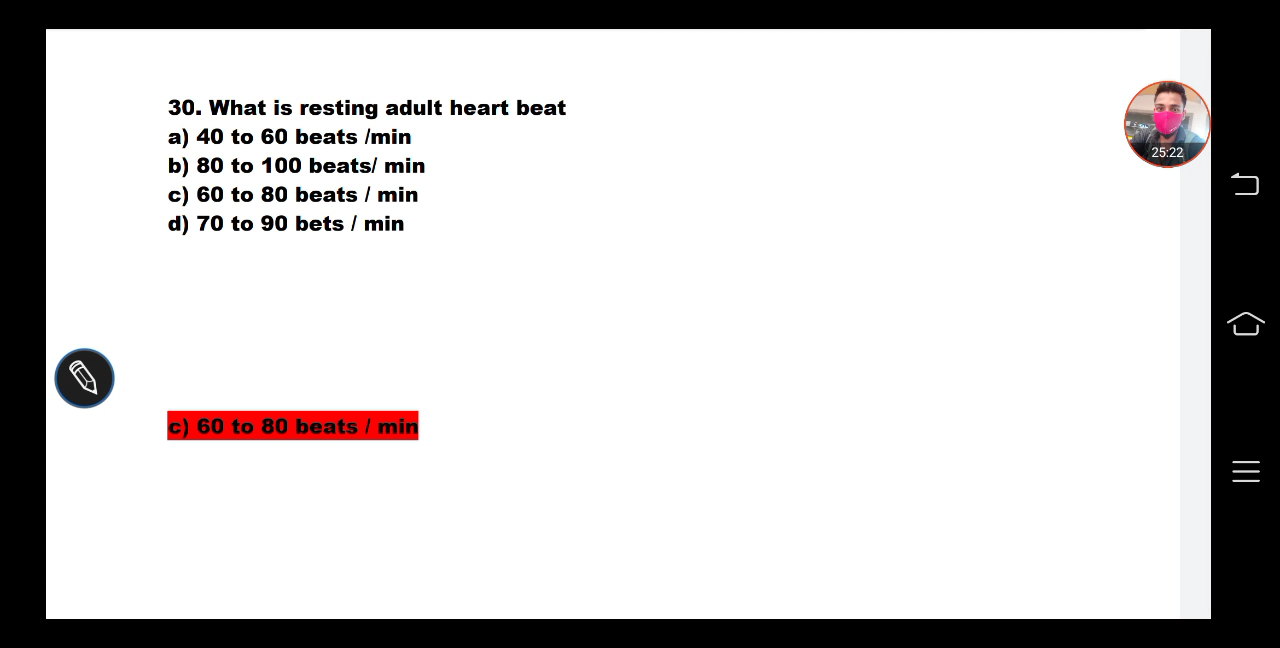 30. What is resting adult heart beat
a) 40 to 60 beats /min
b) 80 to 100 beats/ min
c) 60 to 80 beats / min
d) 70 to 90 bets / min
25:22
c) 60 to 80 beats / min